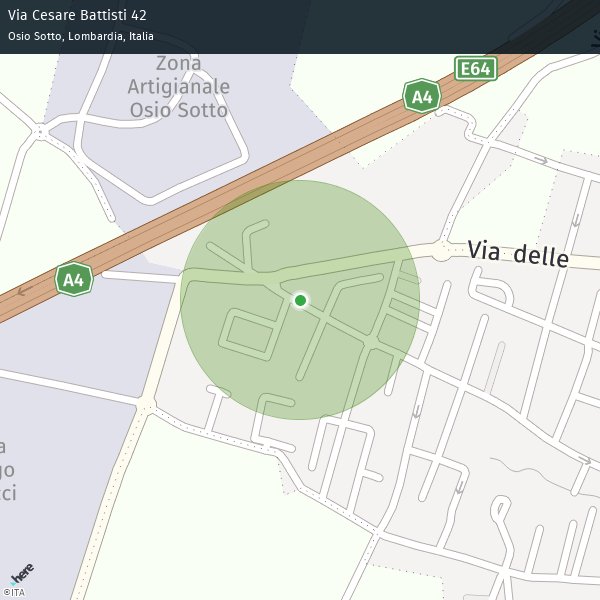 Via Cesare Battisti 42
Osio Sotto, Lombardia, Italia
E64
Zona
Artigianale
Osio Sotto
A4
Via delle
A4
a
go
ci
here
©ITA